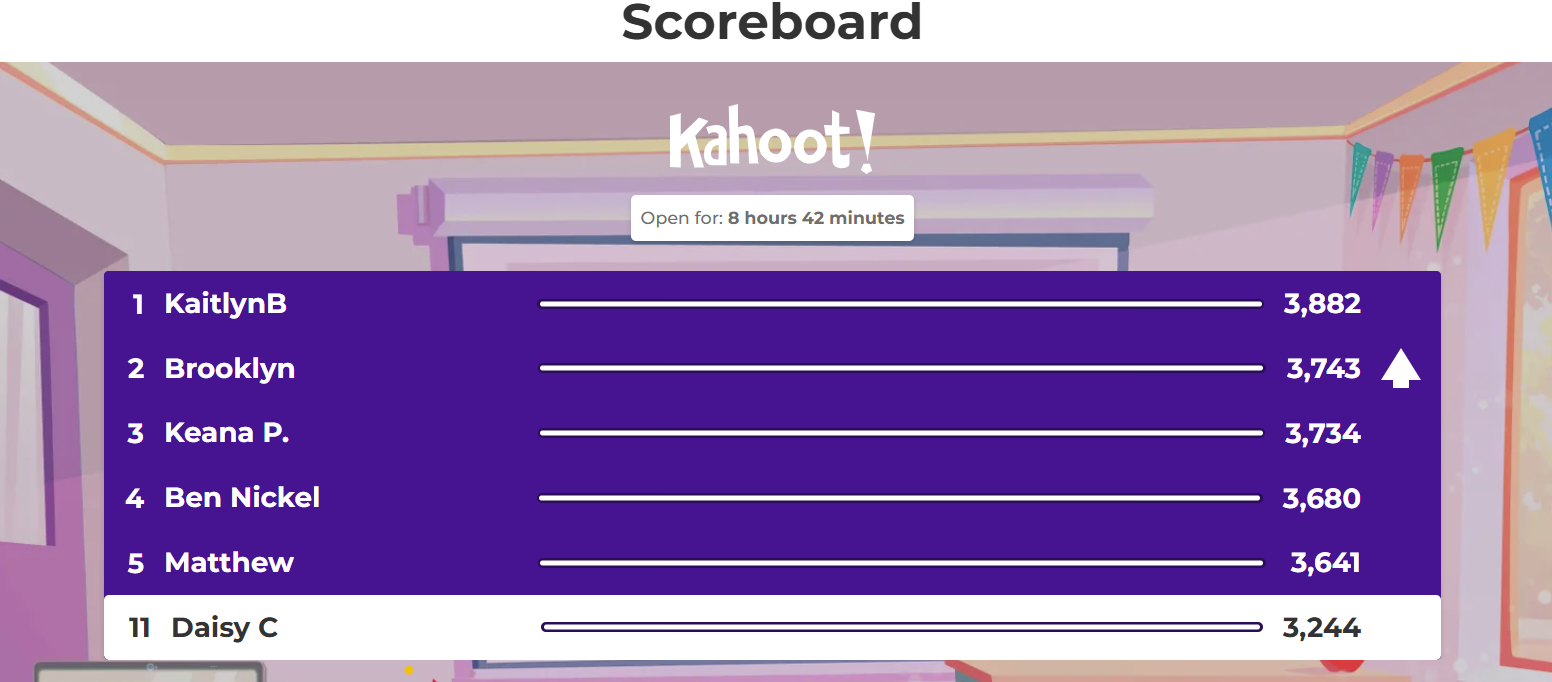 Scoreboard
Kahoot!
Open for: 8 hours 42 minutes
1 KaitlynB 3,882
2 Brooklyn 3,743
3 Keana P. 3,734
4 Ben Nickel 3,680
5 Matthew 3,641
11 Daisy C 3,244